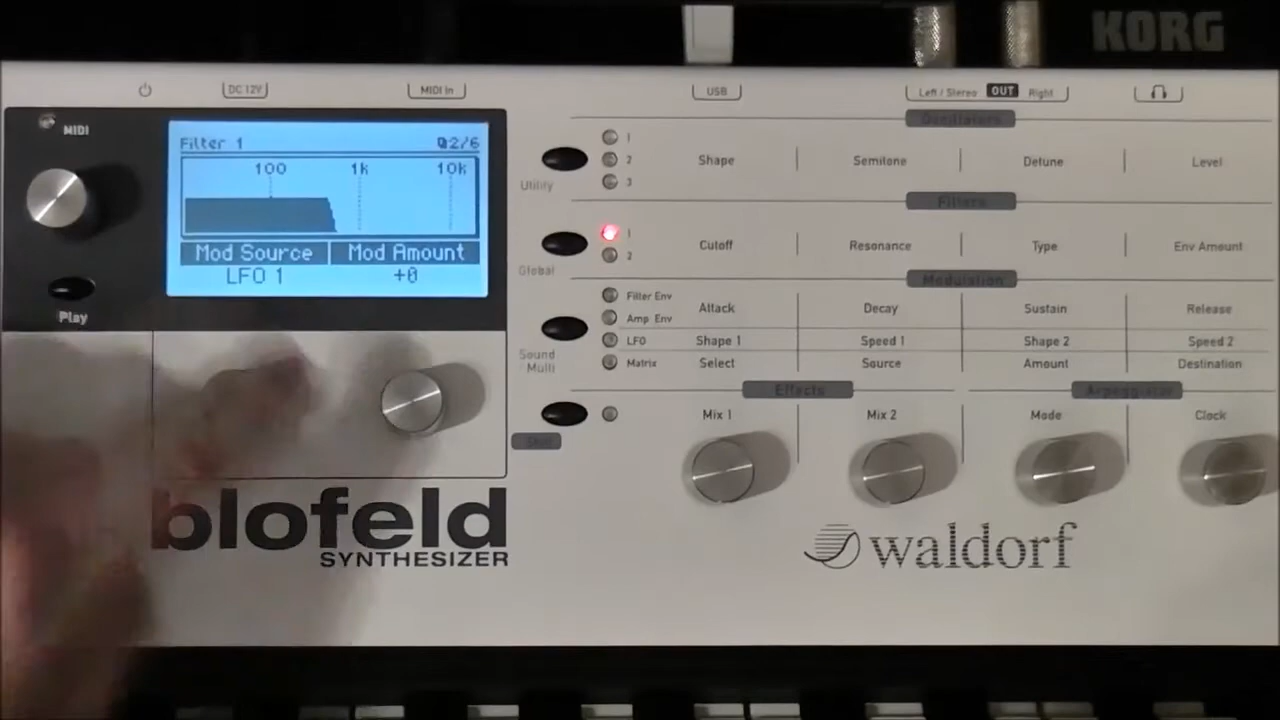 KORG
DC 12V
MIDI In
USB
Left / Stereo OUT Right
MIDI
Filter 1 2/6
100 1k 10k
Mod Source Mod Amount
LFO 1 +0
Play
Oscillators
1
2
3
Shape Semitone Detune Level
Utility
Filters
1
2
Cutoff Resonance Type Env Amount
Global
Modulation
Filter Env
Attack Decay Sustain Release
Amp Env
LFO Shape 1 Speed 1 Shape 2 Speed 2
Sound
Multi
Matrix Select Source Amount Destination
Effects Arpeggiator
Mix 1 Mix 2 Mode Clock
Shift
blofeld
SYNTHESIZER
waldorf